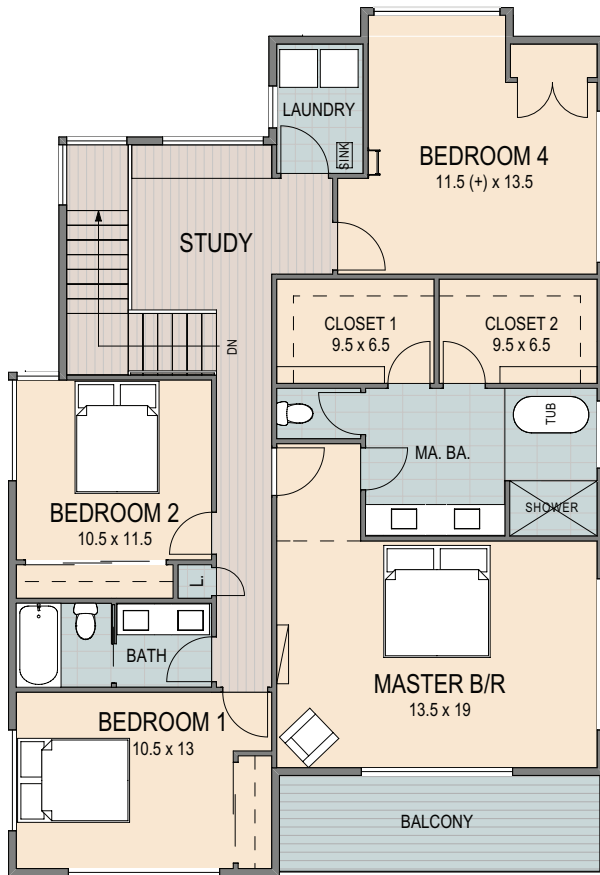 LAUNDRY
SINK
BEDROOM 4
11.5 (+) x 13.5
STUDY
DN
CLOSET 1
9.5 x 6.5
CLOSET 2
9.5 x 6.5
TUB
MA. BA.
SHOWER
BEDROOM 2
10.5 x 11.5
L.
BATH
MASTER B/R
13.5 x 19
BEDROOM 1
10.5 x 13
BALCONY